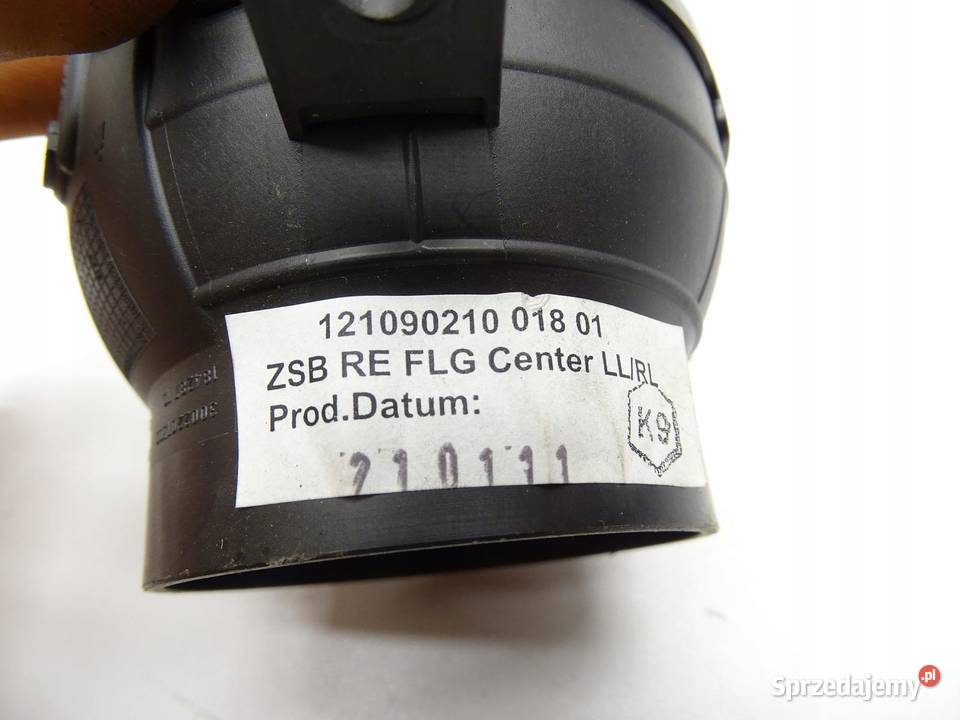 121090210 018 01
ZSB RE FLG Center LL/RL
Prod.Datum:
K9
210111
Sprzedajemy.pl